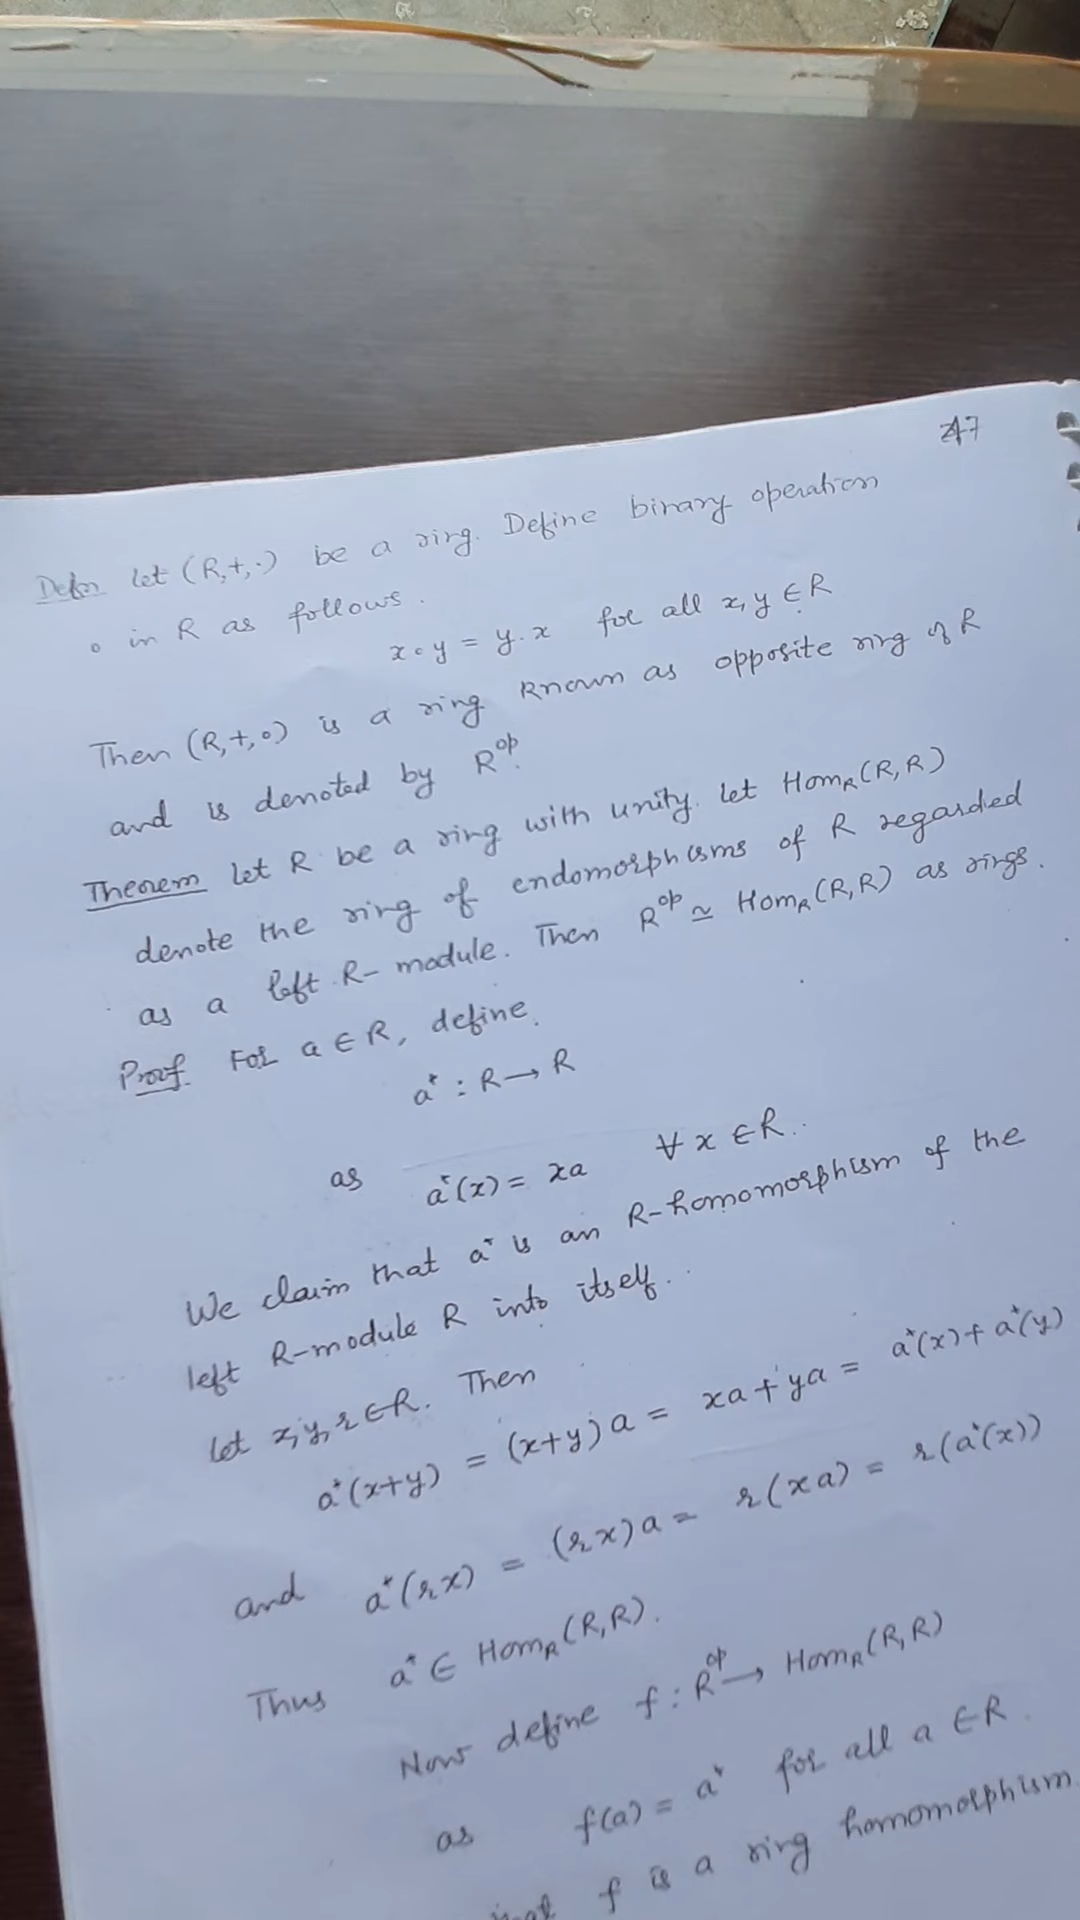 47
Defn let (R,+,·) be a ring. Define binary operation
∘ in R as follows.
x∘y = y.x for all x,y ∈ R
Then (R,+,∘) is a ring known as opposite ring of R
and is denoted by R^op.
Theorem let R be a ring with unity. let Hom_R(R,R)
denote the ring of endomorphisms of R regarded
as a left R-module. Then R^op ≃ Hom_R(R,R) as rings.
Proof. For a ∈ R, define.
a* : R → R
as a*(x) = xa ∀ x ∈ R.
We claim that a* is an R-homomorphism of the
left R-module R into itself.
let x,y,r ∈ R. Then
a*(x+y) = (x+y)a = xa+ya = a*(x)+a*(y)
and a*(rx) = (rx)a = r(xa) = r(a*(x))
Thus a* ∈ Hom_R(R,R).
Now define f : R^op → Hom_R(R,R)
as f(a) = a* for all a ∈ R.
f is a ring homomorphism.